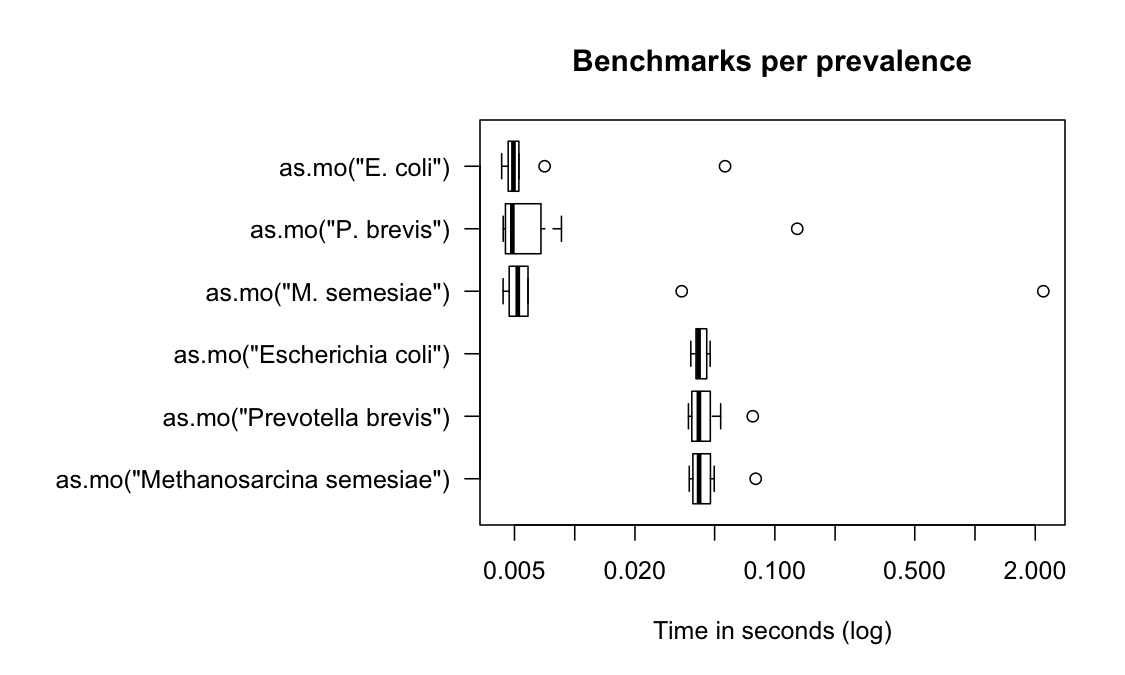 Benchmarks per prevalence
as.mo("E. coli")
as.mo("P. brevis")
as.mo("M. semesiae")
as.mo("Escherichia coli")
as.mo("Prevotella brevis")
as.mo("Methanosarcina semesiae")
0.005 0.020 0.100 0.500 2.000
Time in seconds (log)